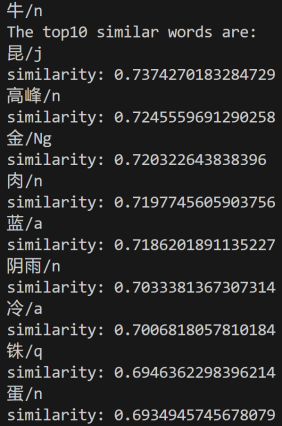 牛/n
The top10 similar words are:
昆/j
similarity: 0.7374270183284729
高峰/n
similarity: 0.7245559691290258
金/Ng
similarity: 0.720322643838396
肉/n
similarity: 0.7197745605903756
蓝/a
similarity: 0.7186201891135227
阴雨/n
similarity: 0.7033381367307314
冷/a
similarity: 0.7006818057810184
铢/q
similarity: 0.6946362298396214
蛋/n
similarity: 0.6934945745678079